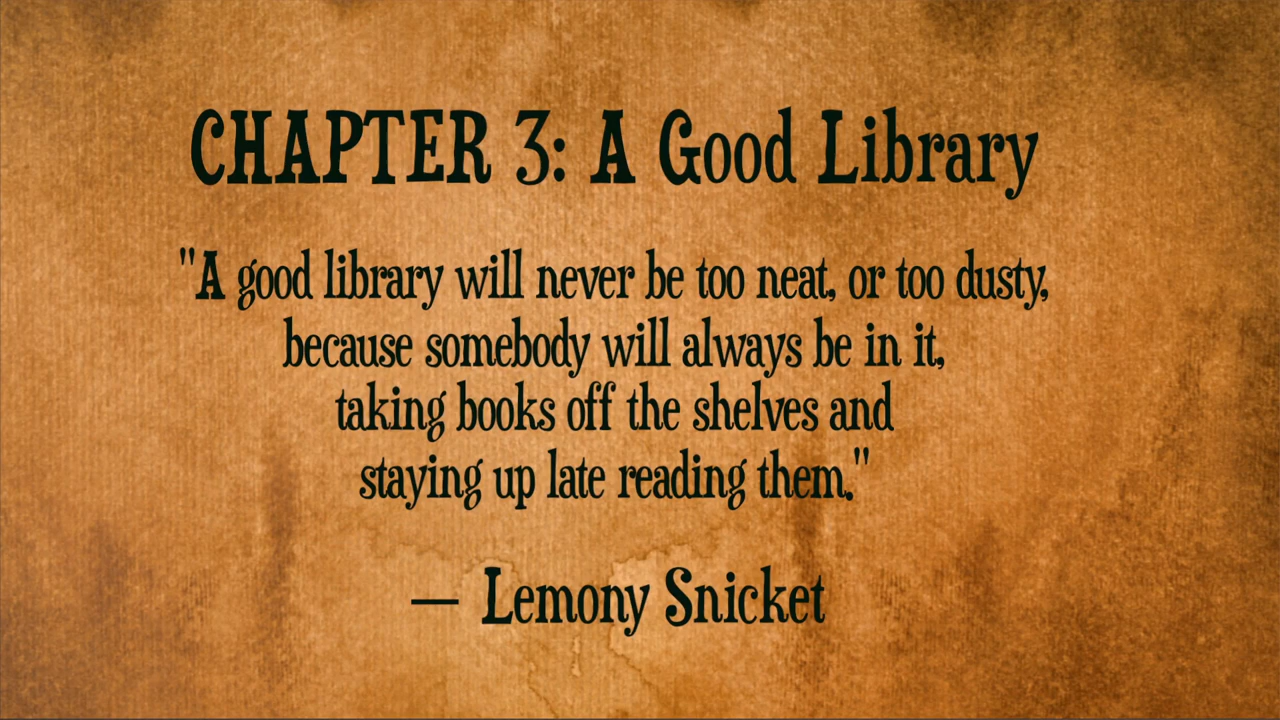 CHAPTER 3: A Good Library
"A good library will never be too neat, or too dusty,
because somebody will always be in it,
taking books off the shelves and
staying up late reading them."
— Lemony Snicket